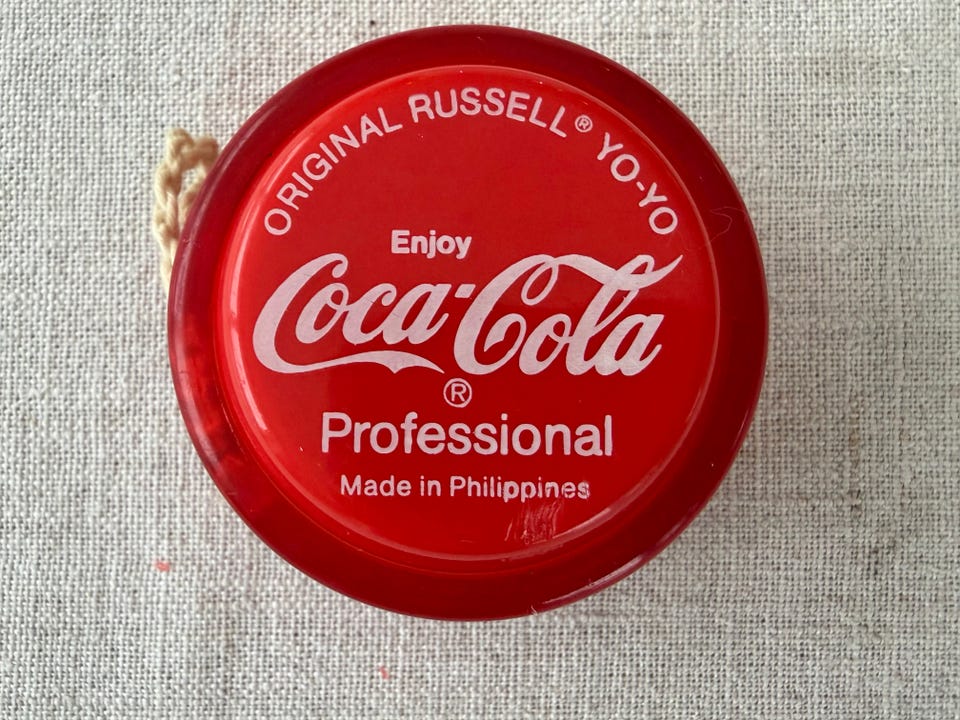 ORIGINAL RUSSELL® YO-YO
Enjoy
Coca-Cola
®
Professional
Made in Philippines